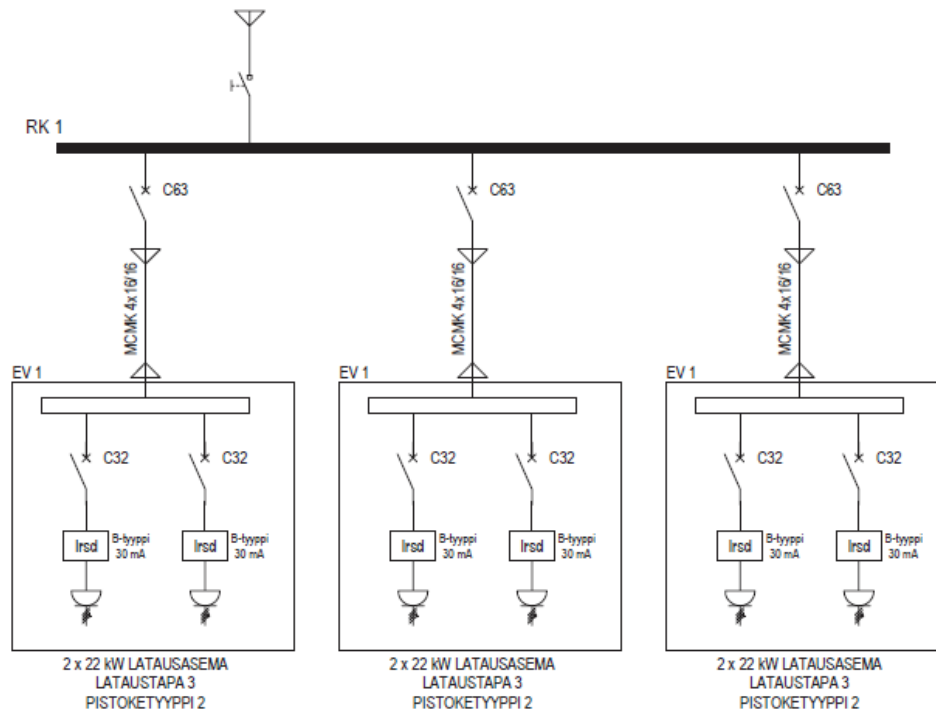 RK 1
C63
C63
C63
MCMK 4x16/16
MCMK 4x16/16
MCMK 4x16/16
EV 1
EV 1
EV 1
C32
C32
C32
C32
C32
C32
Irsd
B-tyyppi
30 mA
Irsd
B-tyyppi
30 mA
Irsd
B-tyyppi
30 mA
Irsd
B-tyyppi
30 mA
Irsd
B-tyyppi
30 mA
Irsd
B-tyyppi
30 mA
2 x 22 kW LATAUSASEMA
LATAUSTAPA 3
PISTOKETYYPPI 2
2 x 22 kW LATAUSASEMA
LATAUSTAPA 3
PISTOKETYYPPI 2
2 x 22 kW LATAUSASEMA
LATAUSTAPA 3
PISTOKETYYPPI 2